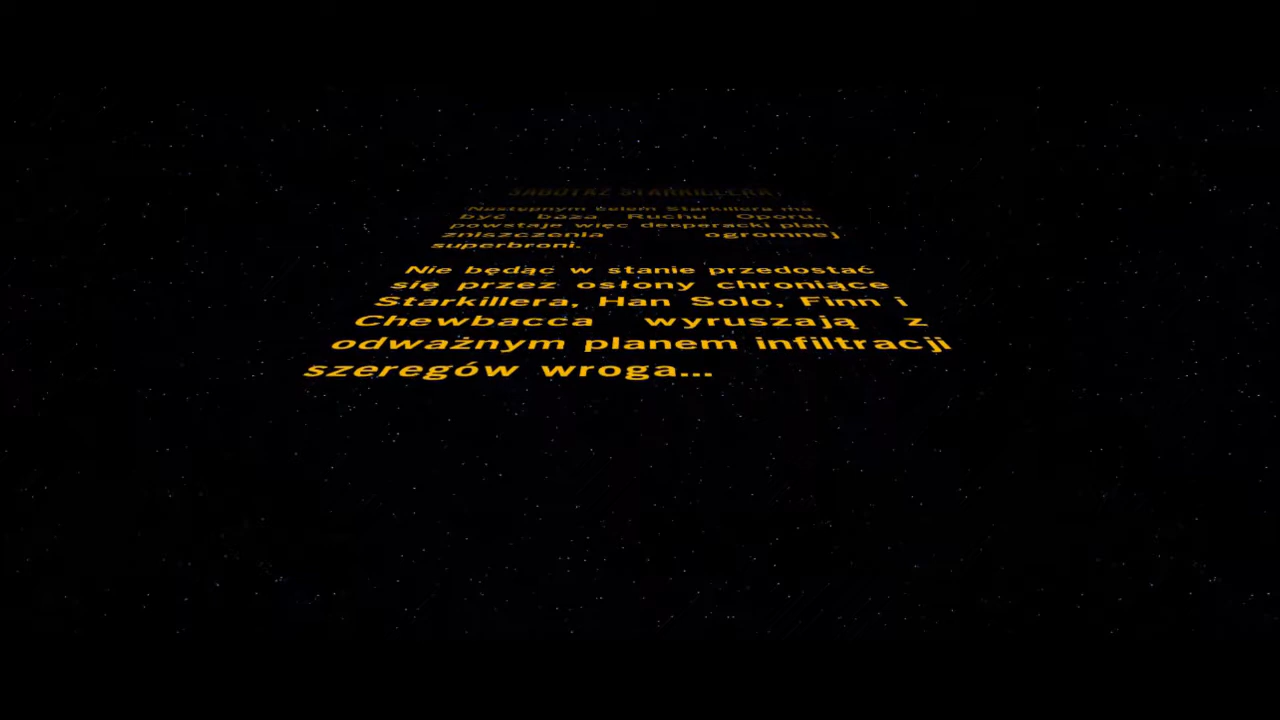 SABOTAŻ STARKILLERA
Następnym celem Starkillera ma
być baza Ruchu Oporu,
powstaje więc desperacki plan
zniszczenia ogromnej
superbroni.
Nie będąc w stanie przedostać
się przez osłony chroniące
Starkillera, Han Solo, Finn i
Chewbacca wyruszają z
odważnym planem infiltracji
szeregów wroga...